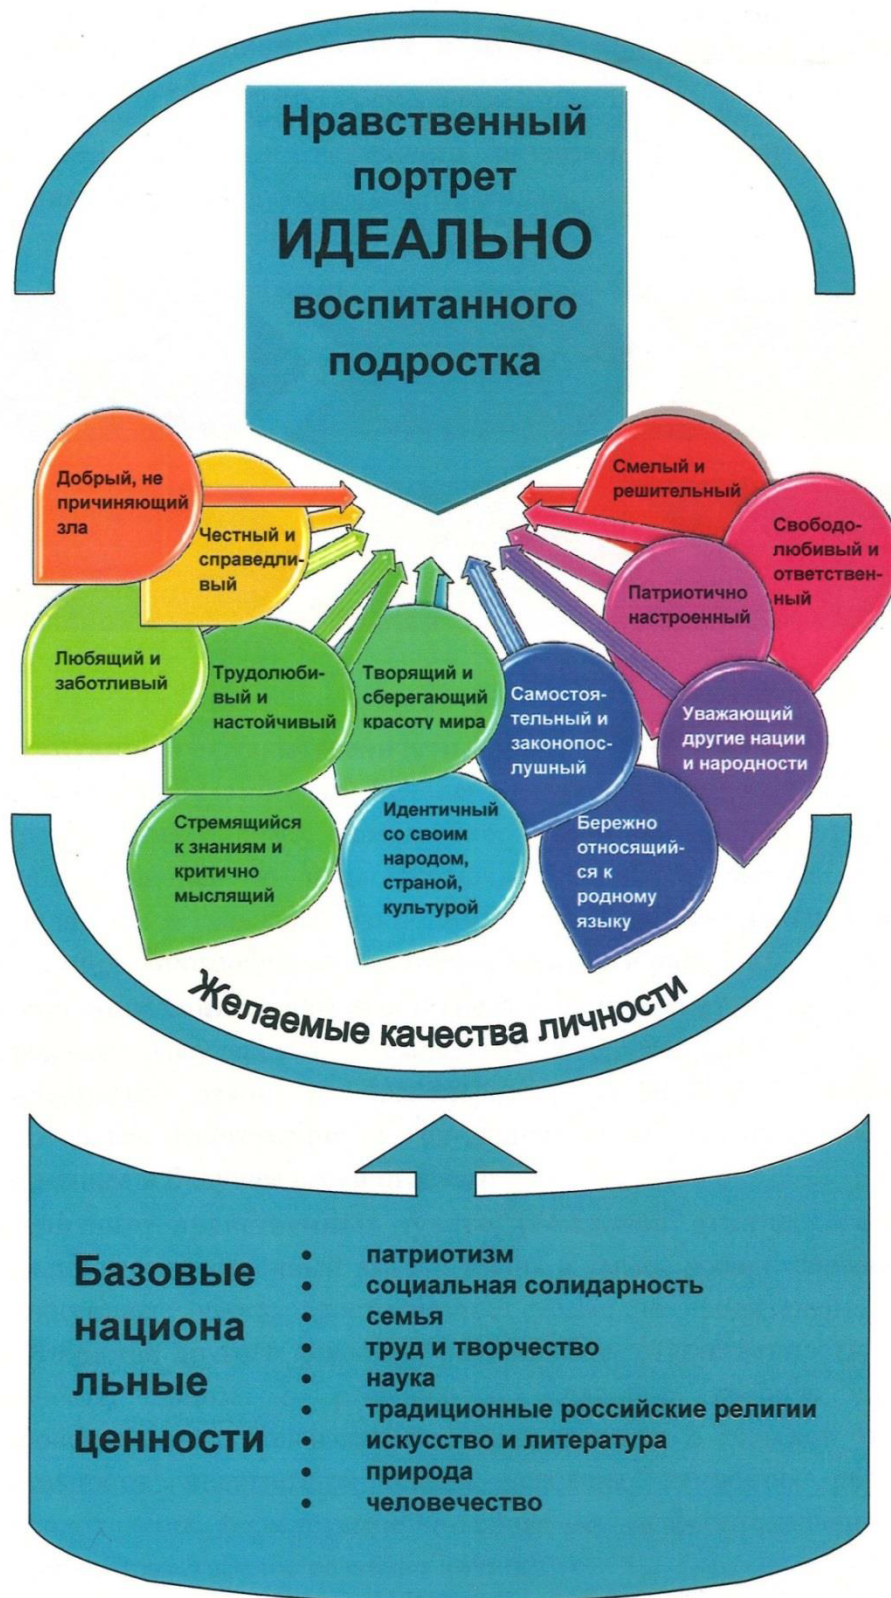 Нравственный
портрет
ИДЕАЛЬНО
воспитанного
подростка
Добрый, не
причиняющий
зла
Честный и
справедли-
вый
Любящий и
заботливый
Трудолюби-
вый и
настойчивый
Творящий и
сберегающий
красоту мира
Самостоя-
тельный и
законопос-
лушный
Смелый и
решительный
Свободо-
любивый и
ответствен-
ный
Патриотично
настроенный
Уважающий
другие нации
и народности
Стремящийся
к знаниям и
критично
мыслящий
Идентичный
со своим
народом,
страной,
культурой
Бережно
относящий-
ся к
родному
языку
Желаемые качества личности
Базовые
национа
льные
ценности
• патриотизм
• социальная солидарность
• семья
• труд и творчество
• наука
• традиционные российские религии
• искусство и литература
• природа
• человечество